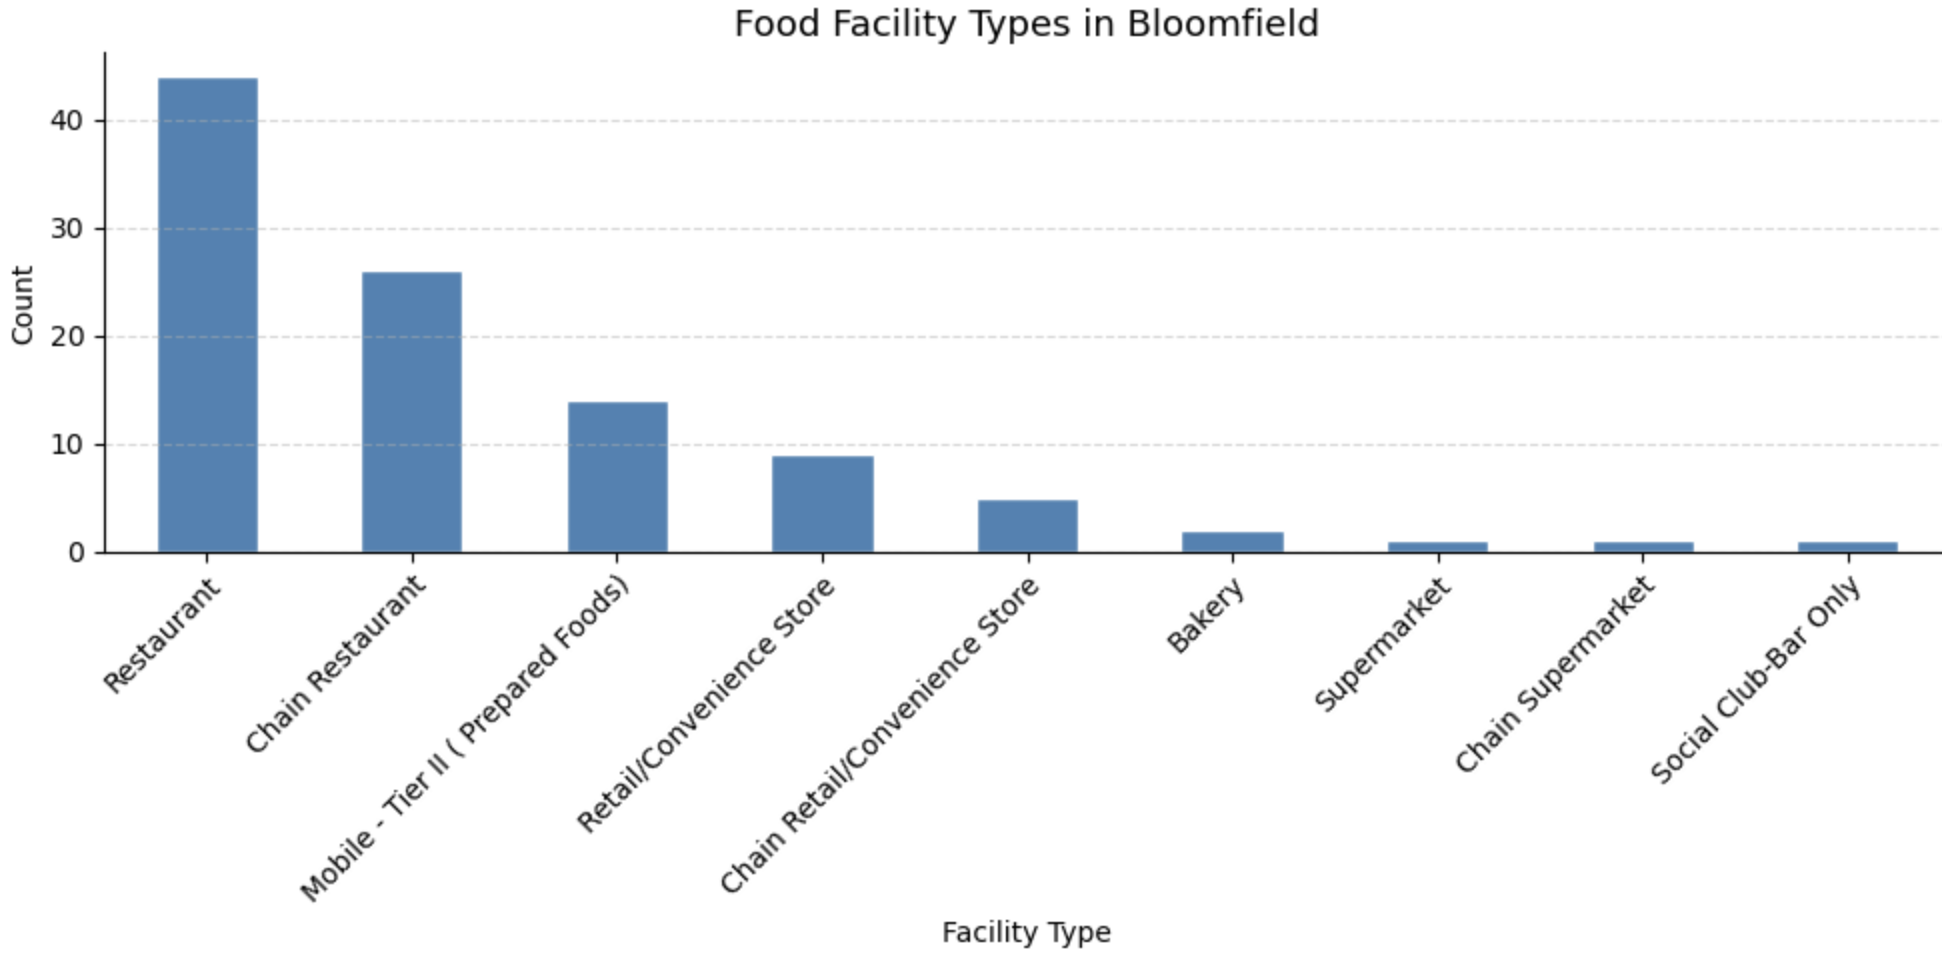 Food Facility Types in Bloomfield
Count
40
30
20
10
0
Restaurant
Chain Restaurant
Mobile - Tier II ( Prepared Foods)
Retail/Convenience Store
Chain Retail/Convenience Store
Bakery
Supermarket
Chain Supermarket
Social Club-Bar Only
Facility Type